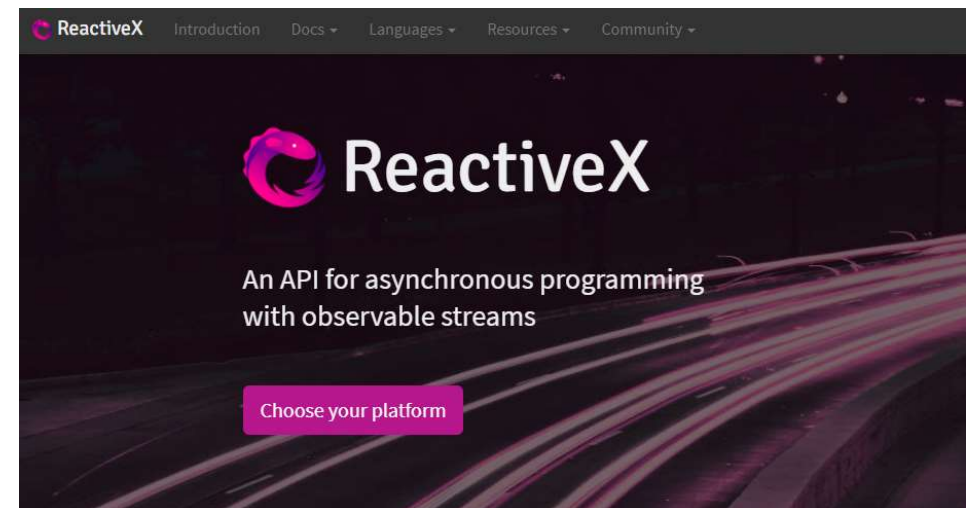 ReactiveX Introduction Docs Languages Resources Community
ReactiveX
An API for asynchronous programming
with observable streams
Choose your platform